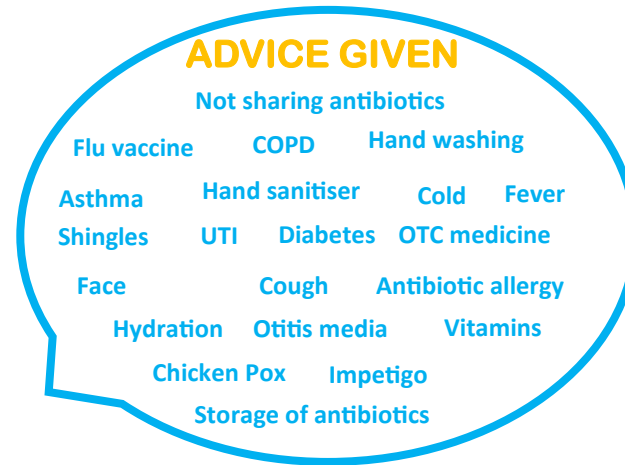 ADVICE GIVEN
Not sharing antibiotics
Flu vaccine COPD Hand washing
Asthma Hand sanitiser Cold Fever
Shingles UTI Diabetes OTC medicine
Face Cough Antibiotic allergy
Hydration Otitis media Vitamins
Chicken Pox Impetigo
Storage of antibiotics